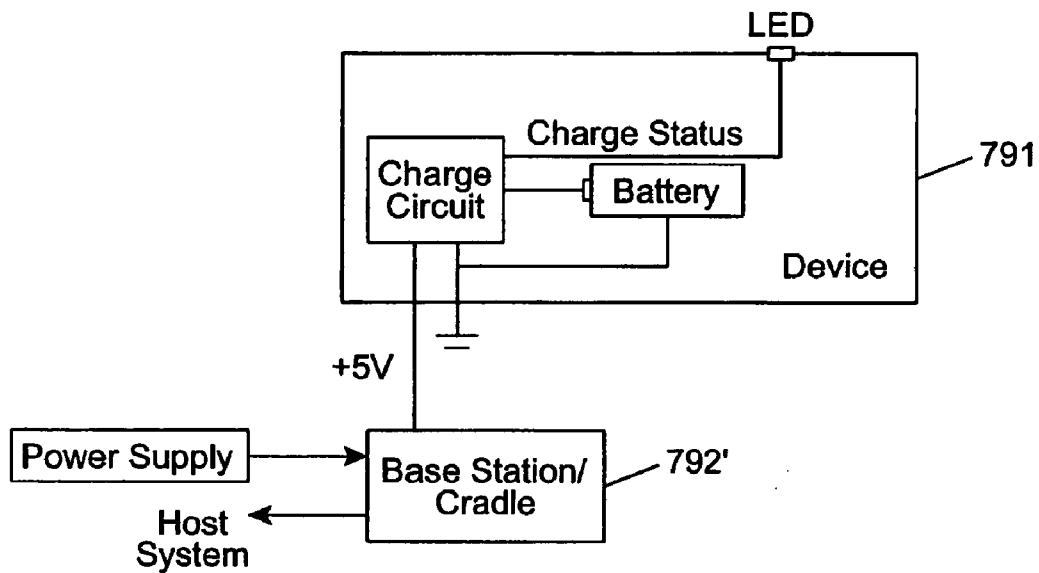 LED
Charge Status
791
Charge
Circuit
Battery
Device
+5V
Power Supply
Base Station/
Cradle
792'
Host
System